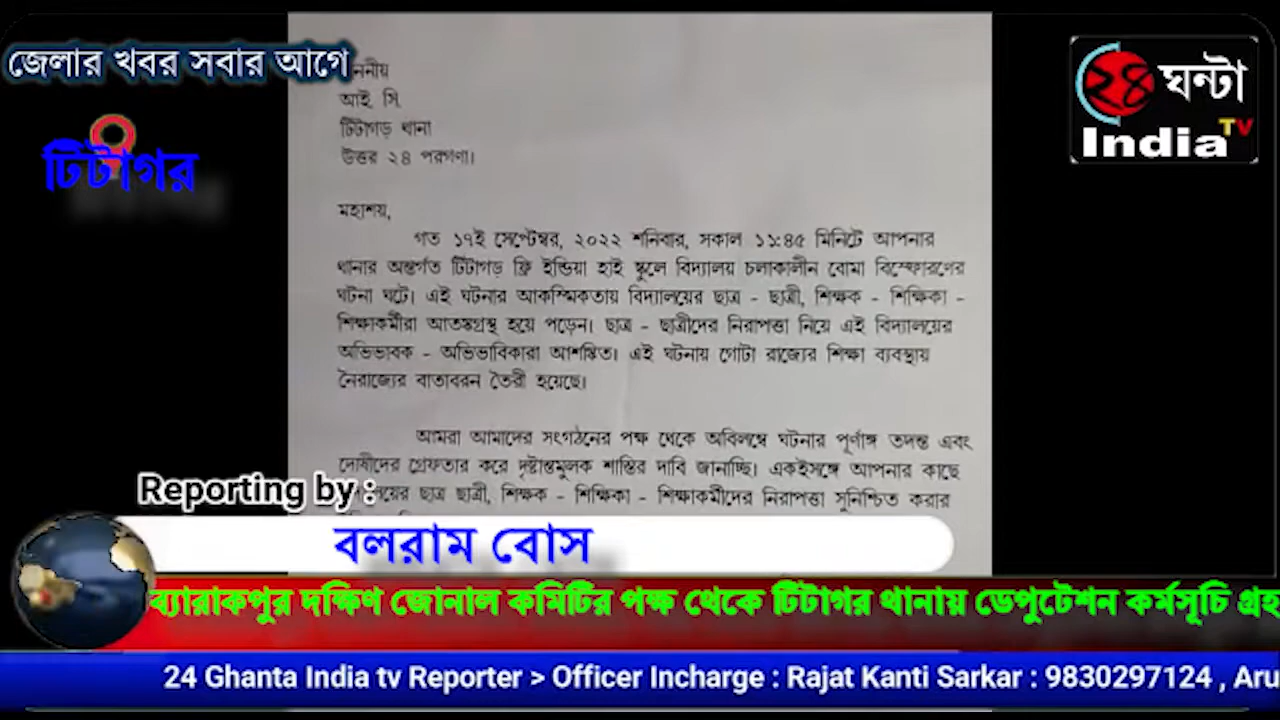 জেলার খবর সবার আগে
২৪ ঘন্টা
India TV
টিটাগর
আই. সি.
টিটাগড় থানা
উত্তর ২৪ পরগণা।
মহাশয়,
গত ১৭ই সেপ্টেম্বর, ২০২২ শনিবার, সকাল ১১:৪৫ মিনিটে আপনার
থানার অন্তর্গত টিটাগড় ফ্রি ইন্ডিয়া হাই স্কুলে বিদ্যালয় চলাকালীন বোমা বিস্ফোরণের
ঘটনা ঘটে। এই ঘটনার আকস্মিকতায় বিদ্যালয়ের ছাত্র - ছাত্রী, শিক্ষক - শিক্ষিকা -
শিক্ষাকর্মীরা আতঙ্কগ্রস্থ হয়ে পড়েন। ছাত্র - ছাত্রীদের নিরাপত্তা নিয়ে এই বিদ্যালয়ের
অভিভাবক - অভিভাবিকারা আশঙ্কিত। এই ঘটনায় গোটা রাজ্যের শিক্ষা ব্যবস্থায়
নৈরাজ্যের বাতাবরন তৈরী হয়েছে।
আমরা আমাদের সংগঠনের পক্ষ থেকে অবিলম্বে ঘটনার পূর্ণাঙ্গ তদন্ত এবং
দোষীদের গ্রেফতার করে দৃষ্টান্তমুলক শাস্তির দাবি জানাচ্ছি। একইসঙ্গে আপনার কাছে
ছাত্র ছাত্রী, শিক্ষক - শিক্ষিকা - শিক্ষাকর্মীদের নিরাপত্তা সুনিশ্চিত করার
Reporting by :
বলরাম বোস
ব্যারাকপুর দক্ষিণ জোনাল কমিটির পক্ষ থেকে টিটাগর থানায় ডেপুটেশন কর্মসূচি গ্রহ
24 Ghanta India tv Reporter > Officer Incharge : Rajat Kanti Sarkar : 9830297124 , Aru